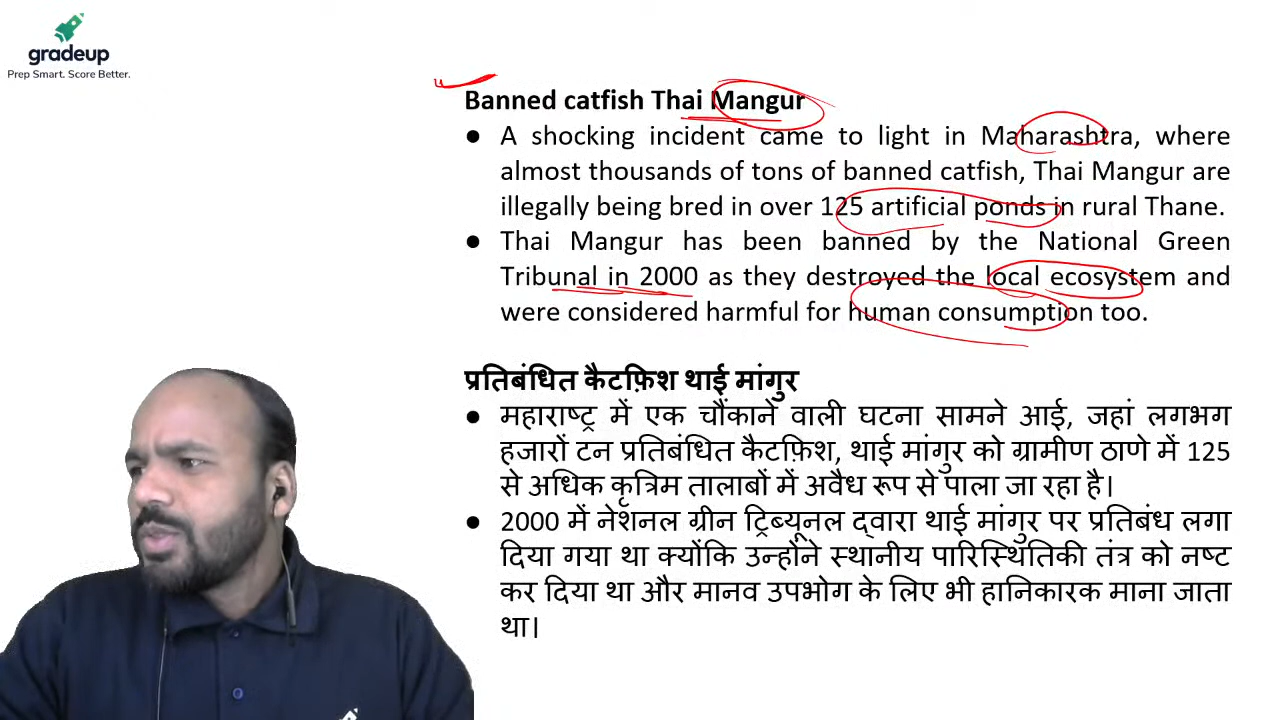 gradeup
Prep Smart. Score Better.
Banned catfish Thai Mangur
● A shocking incident came to light in Maharashtra, where
almost thousands of tons of banned catfish, Thai Mangur are
illegally being bred in over 125 artificial ponds in rural Thane.
● Thai Mangur has been banned by the National Green
Tribunal in 2000 as they destroyed the local ecosystem and
were considered harmful for human consumption too.
प्रतिबंधित कैटफ़िश थाई मांगुर
● महाराष्ट्र में एक चौंकाने वाली घटना सामने आई, जहां लगभग
हजारों टन प्रतिबंधित कैटफ़िश, थाई मांगुर को ग्रामीण ठाणे में 125
से अधिक कृत्रिम तालाबों में अवैध रूप से पाला जा रहा है।
● 2000 में नेशनल ग्रीन ट्रिब्यूनल द्वारा थाई मांगुर पर प्रतिबंध लगा
दिया गया था क्योंकि उन्होंने स्थानीय पारिस्थितिकी तंत्र को नष्ट
कर दिया था और मानव उपभोग के लिए भी हानिकारक माना जाता
था।